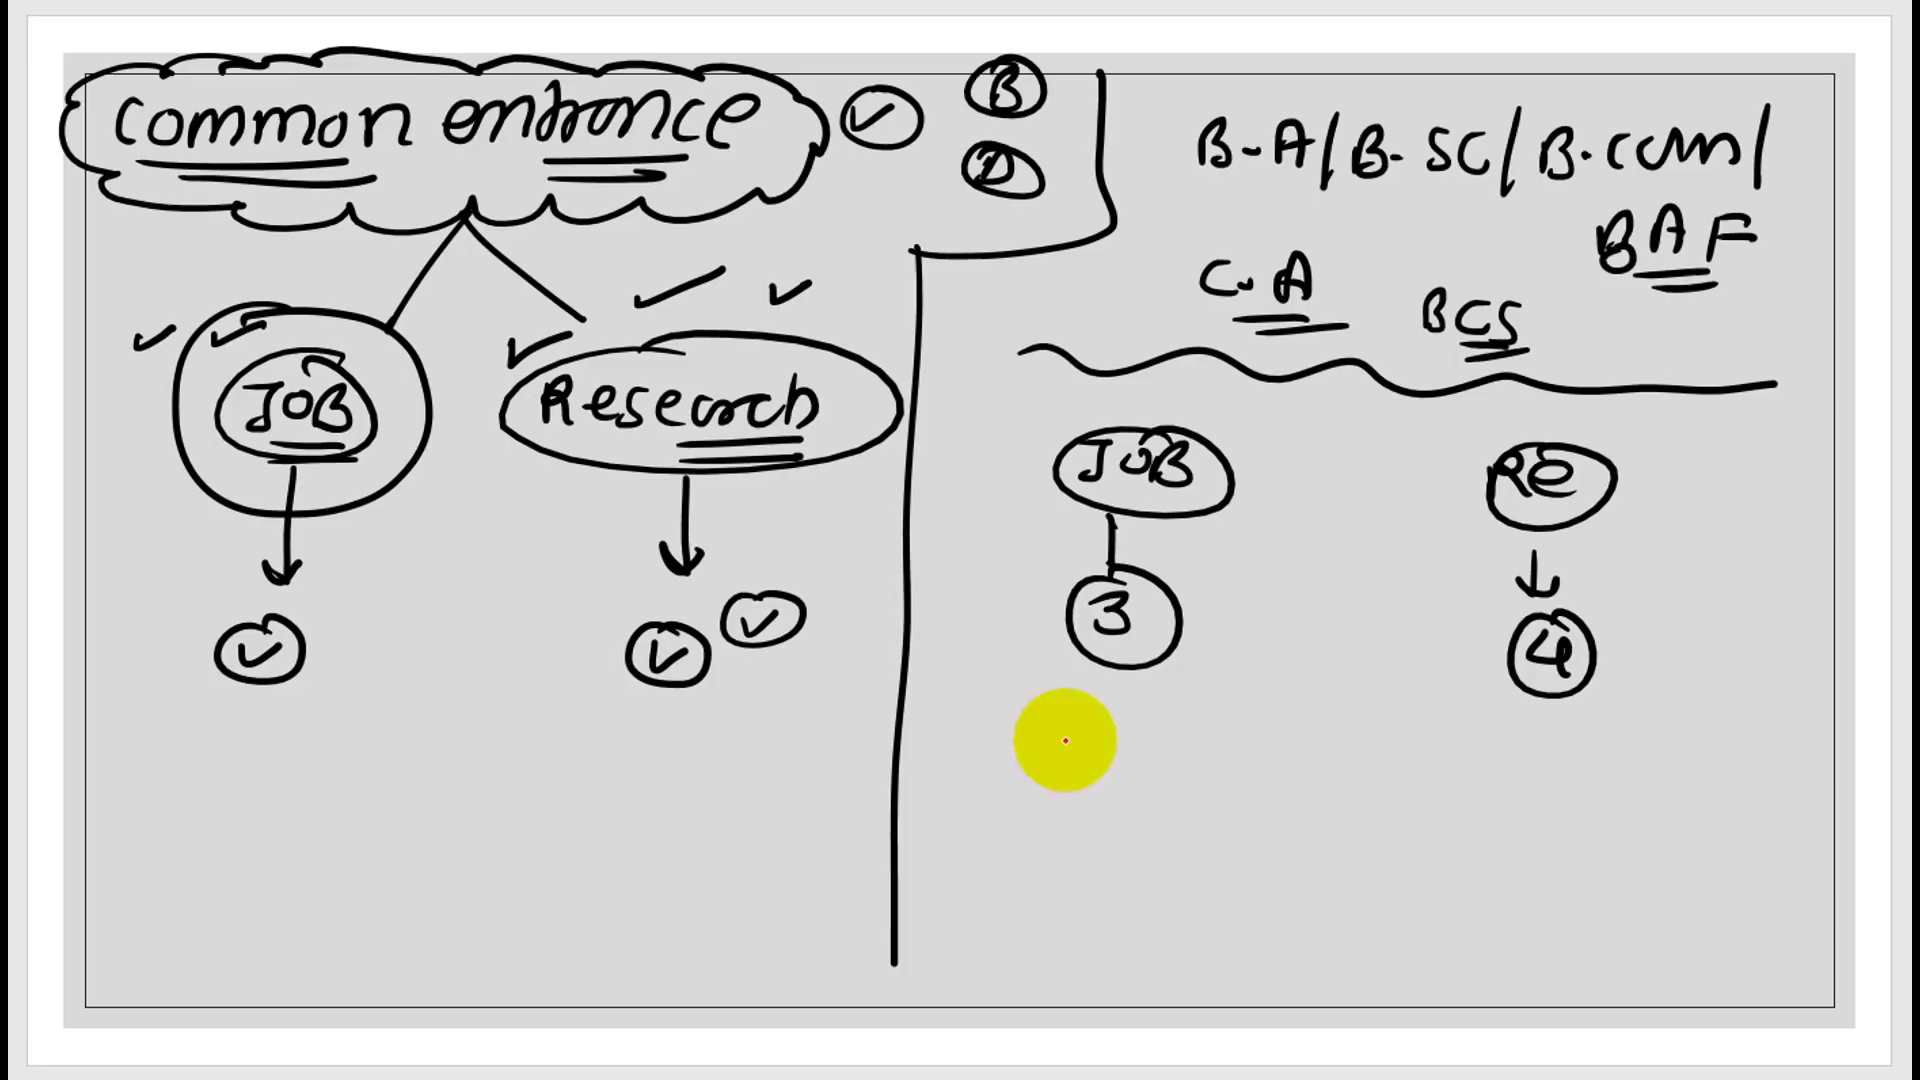 Common entrance
B
D
B-A/B-SC/B.com/
BAF
C.A
BCS
JOB
Research
JOB
RE
3
4